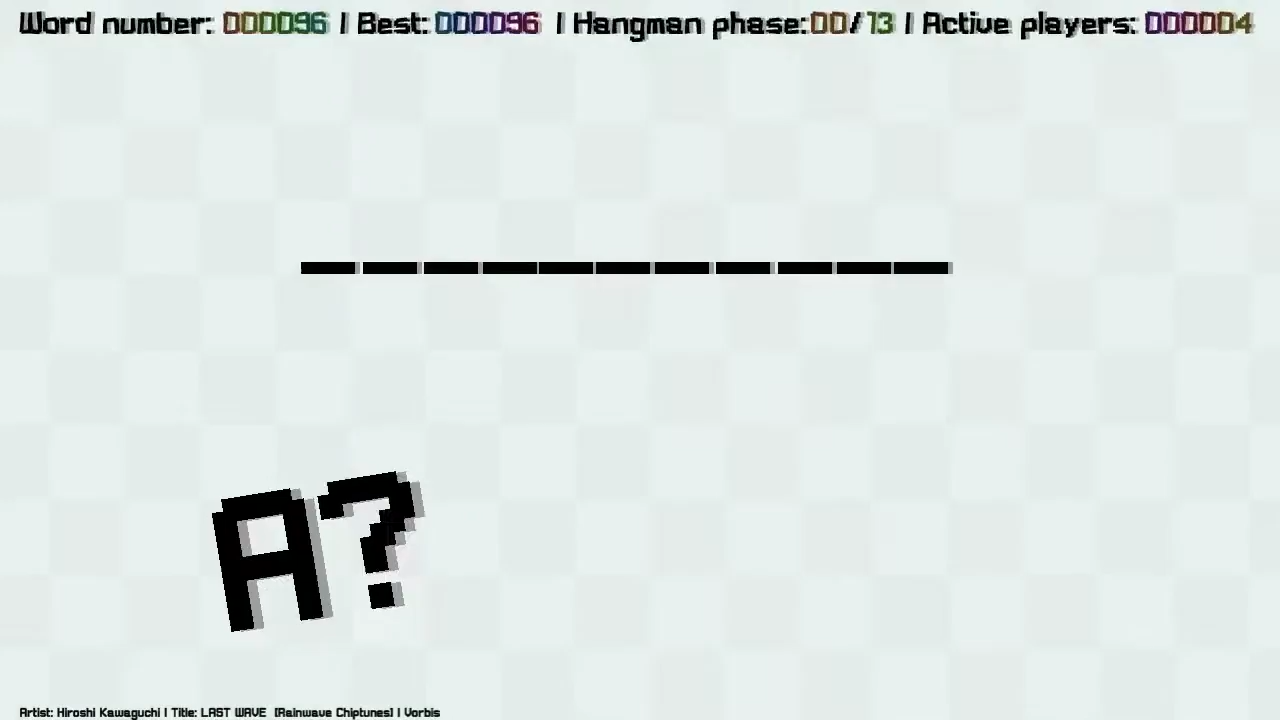 Word number: 000096 | Best: 000096 | Hangman phase:00/13 | Active players: 000004
___________
A?
Artist: Hiroshi Kawaguchi | Title: LAST WAVE [Rainwave Chiptunes] | Vorbis